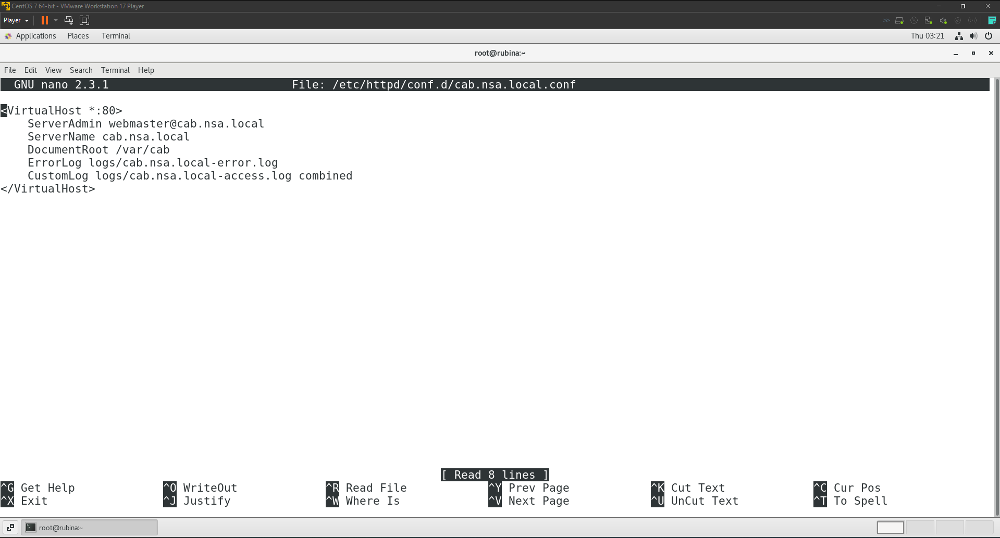 CentOS 7 64-bit - VMware Workstation 17 Player
Player
Applications Places Terminal Thu 03:21
root@rubina:~
File Edit View Search Terminal Help
GNU nano 2.3.1 File: /etc/httpd/conf.d/cab.nsa.local.conf
<VirtualHost *:80>
    ServerAdmin webmaster@cab.nsa.local
    ServerName cab.nsa.local
    DocumentRoot /var/cab
    ErrorLog logs/cab.nsa.local-error.log
    CustomLog logs/cab.nsa.local-access.log combined
</VirtualHost>
[ Read 8 lines ]
^G Get Help ^O WriteOut ^R Read File ^Y Prev Page ^K Cut Text ^C Cur Pos
^X Exit ^J Justify ^W Where Is ^V Next Page ^U UnCut Text ^T To Spell
root@rubina:~